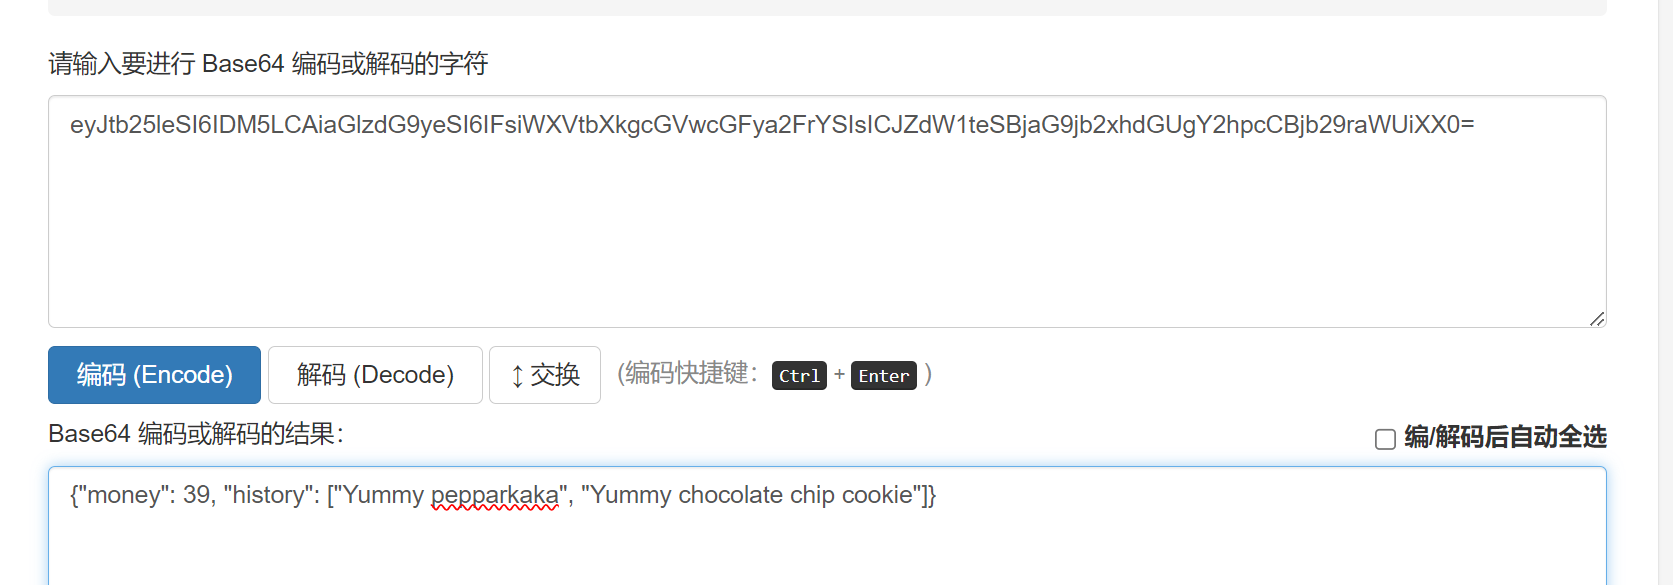 请输入要进行 Base64 编码或解码的字符
eyJtb25leSI6IDM5LCAiaGlzdG9yeSI6IFsiWXVtbXkgcGVwcGFya2FrYSIsICJZdW1teSBjaG9jb2xhdGUgY2hpcCBjb29raWUiXX0=
编码 (Encode) 解码 (Decode) ↕ 交换 (编码快捷键： Ctrl + Enter )
Base64 编码或解码的结果： 编/解码后自动全选
{"money": 39, "history": ["Yummy pepparkaka", "Yummy chocolate chip cookie"]}